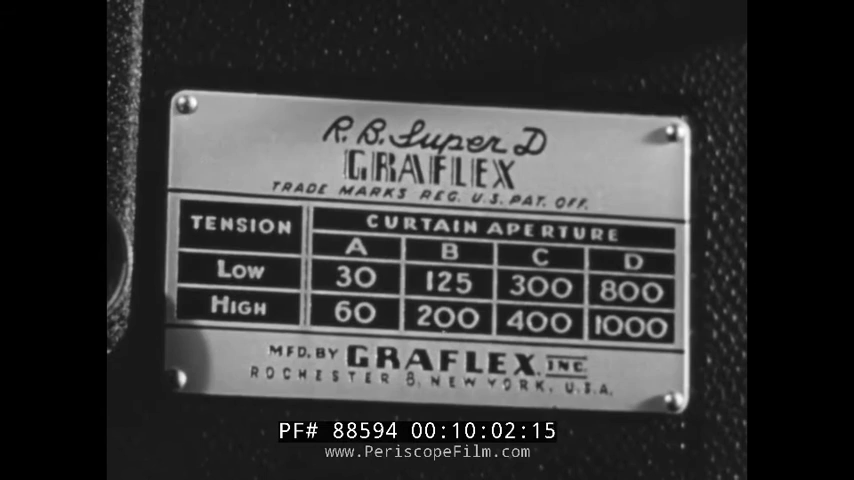 R.B. Super D
GRAFLEX
TRADE MARKS REG. U.S. PAT. OFF.
TENSION CURTAIN APERTURE
A B C D
LOW 30 125 300 800
HIGH 60 200 400 1000
MFD. BY GRAFLEX, INC.
ROCHESTER 8, NEW YORK, U.S.A.
PF# 88594 00:10:02:15
www.PeriscopeFilm.com